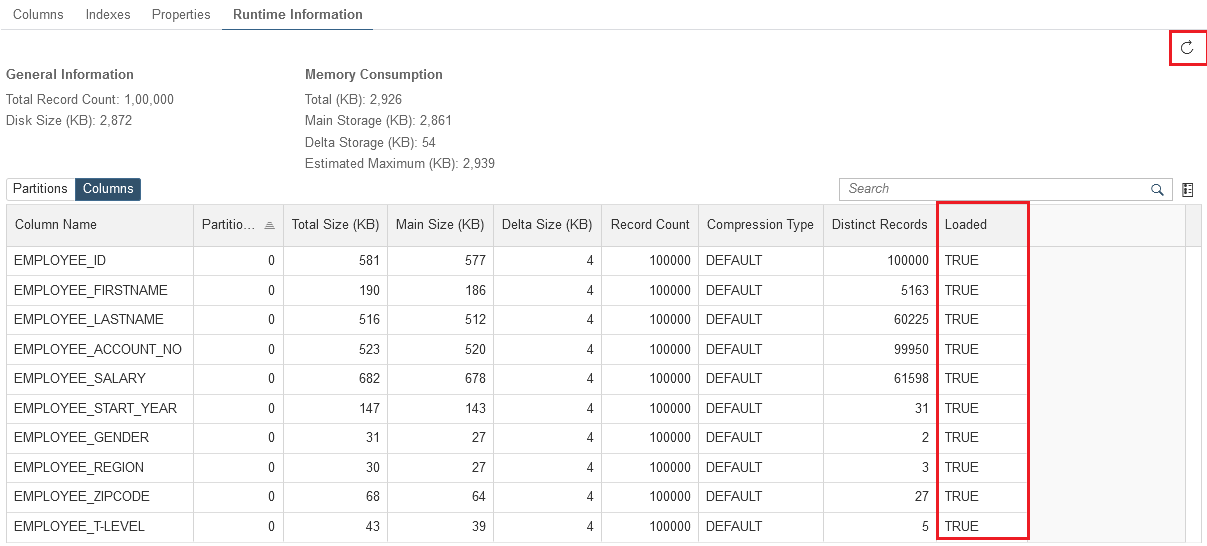 Columns Indexes Properties Runtime Information
General Information Memory Consumption
Total Record Count: 1,00,000 Total (KB): 2,926
Disk Size (KB): 2,872 Main Storage (KB): 2,861
Delta Storage (KB): 54
Estimated Maximum (KB): 2,939
Partitions Columns Search
Column Name Partitio... Total Size (KB) Main Size (KB) Delta Size (KB) Record Count Compression Type Distinct Records Loaded
EMPLOYEE_ID 0 581 577 4 100000 DEFAULT 100000 TRUE
EMPLOYEE_FIRSTNAME 0 190 186 4 100000 DEFAULT 5163 TRUE
EMPLOYEE_LASTNAME 0 516 512 4 100000 DEFAULT 60225 TRUE
EMPLOYEE_ACCOUNT_NO 0 523 520 4 100000 DEFAULT 99950 TRUE
EMPLOYEE_SALARY 0 682 678 4 100000 DEFAULT 61598 TRUE
EMPLOYEE_START_YEAR 0 147 143 4 100000 DEFAULT 31 TRUE
EMPLOYEE_GENDER 0 31 27 4 100000 DEFAULT 2 TRUE
EMPLOYEE_REGION 0 30 27 4 100000 DEFAULT 3 TRUE
EMPLOYEE_ZIPCODE 0 68 64 4 100000 DEFAULT 27 TRUE
EMPLOYEE_T-LEVEL 0 43 39 4 100000 DEFAULT 5 TRUE